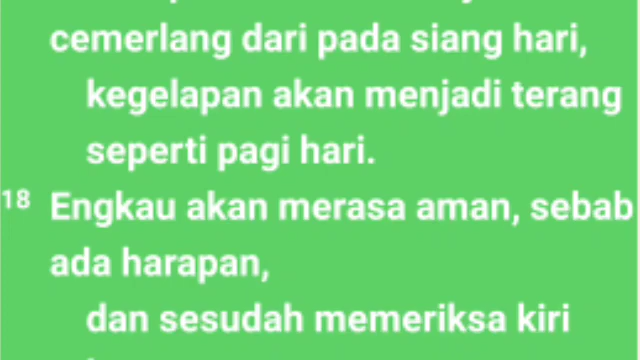 cemerlang dari pada siang hari,
kegelapan akan menjadi terang
seperti pagi hari.
18 Engkau akan merasa aman, sebab
ada harapan,
dan sesudah memeriksa kiri